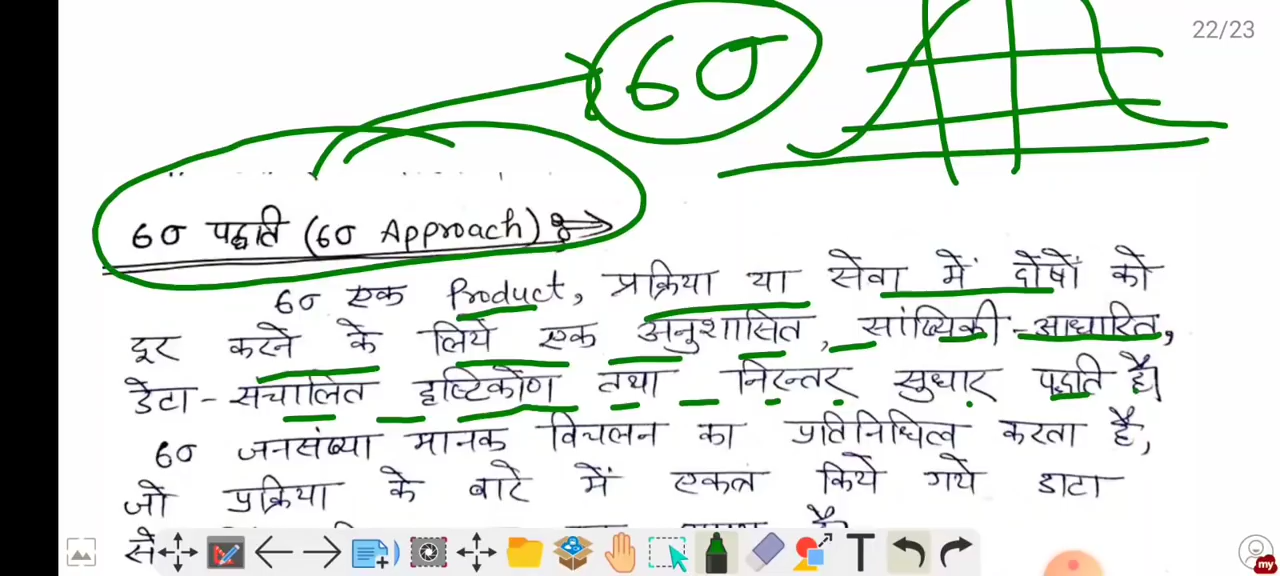 6σ
22/23
6σ पद्धति (6σ Approach)
6σ एक Product, प्रक्रिया या सेवा में दोषों को
दूर करने के लिये एक अनुशासित, सांख्यिकी-आधारित,
डेटा-संचालित दृष्टिकोण तथा निरन्तर सुधार पद्धति है।
6σ जनसंख्या मानक विचलन का प्रतिनिधित्व करता है,
जो प्रक्रिया के बारे में एकत्र किये गये डाटा
से है।
T
my